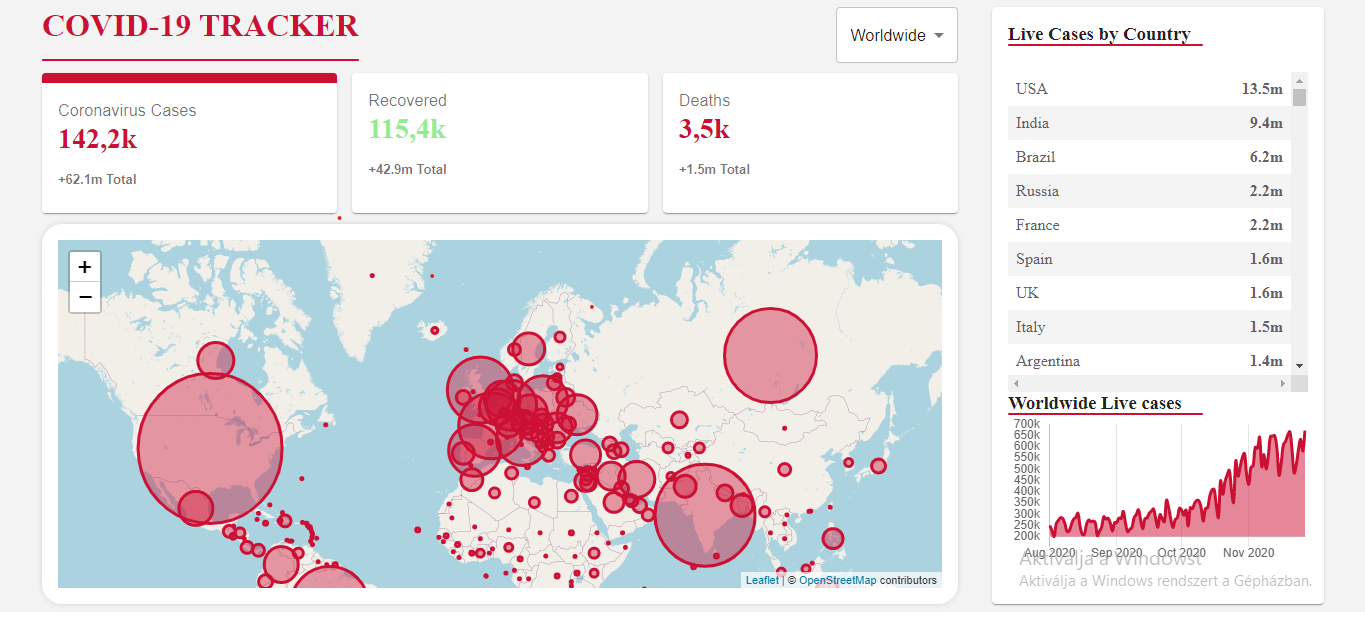 COVID-19 TRACKER
Worldwide
Coronavirus Cases
142,2k
+62.1m Total
Recovered
115,4k
+42.9m Total
Deaths
3,5k
+1.5m Total
+
−
Leaflet | © OpenStreetMap contributors
Live Cases by Country
USA 13.5m
India 9.4m
Brazil 6.2m
Russia 2.2m
France 2.2m
Spain 1.6m
UK 1.6m
Italy 1.5m
Argentina 1.4m
Worldwide Live cases
700k
650k
600k
550k
500k
450k
400k
350k
300k
250k
200k
Aug 2020 Sep 2020 Oct 2020 Nov 2020
Aktiválja a Windowst
Aktiválja a Windows rendszert a Gépházban.